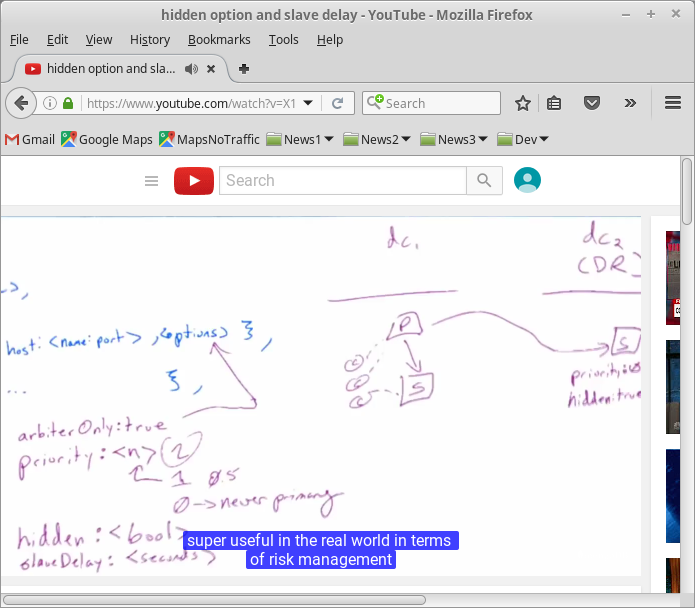 hidden option and slave delay - YouTube - Mozilla Firefox
File Edit View History Bookmarks Tools Help
hidden option and sla...
https://www.youtube.com/watch?v=X1
Search
Gmail Google Maps MapsNoTraffic News1 News2 News3 Dev
Search
dc1
dc2
(DR)
host: <name:port>, <options> },
P
S
S
c
c
c
priority: 0
hidden:true
...
},
arbiterOnly:true
priority: <n> 2
1 0.5
0 -> never primary
hidden: <bool>
slaveDelay: <seconds>
super useful in the real world in terms
of risk management